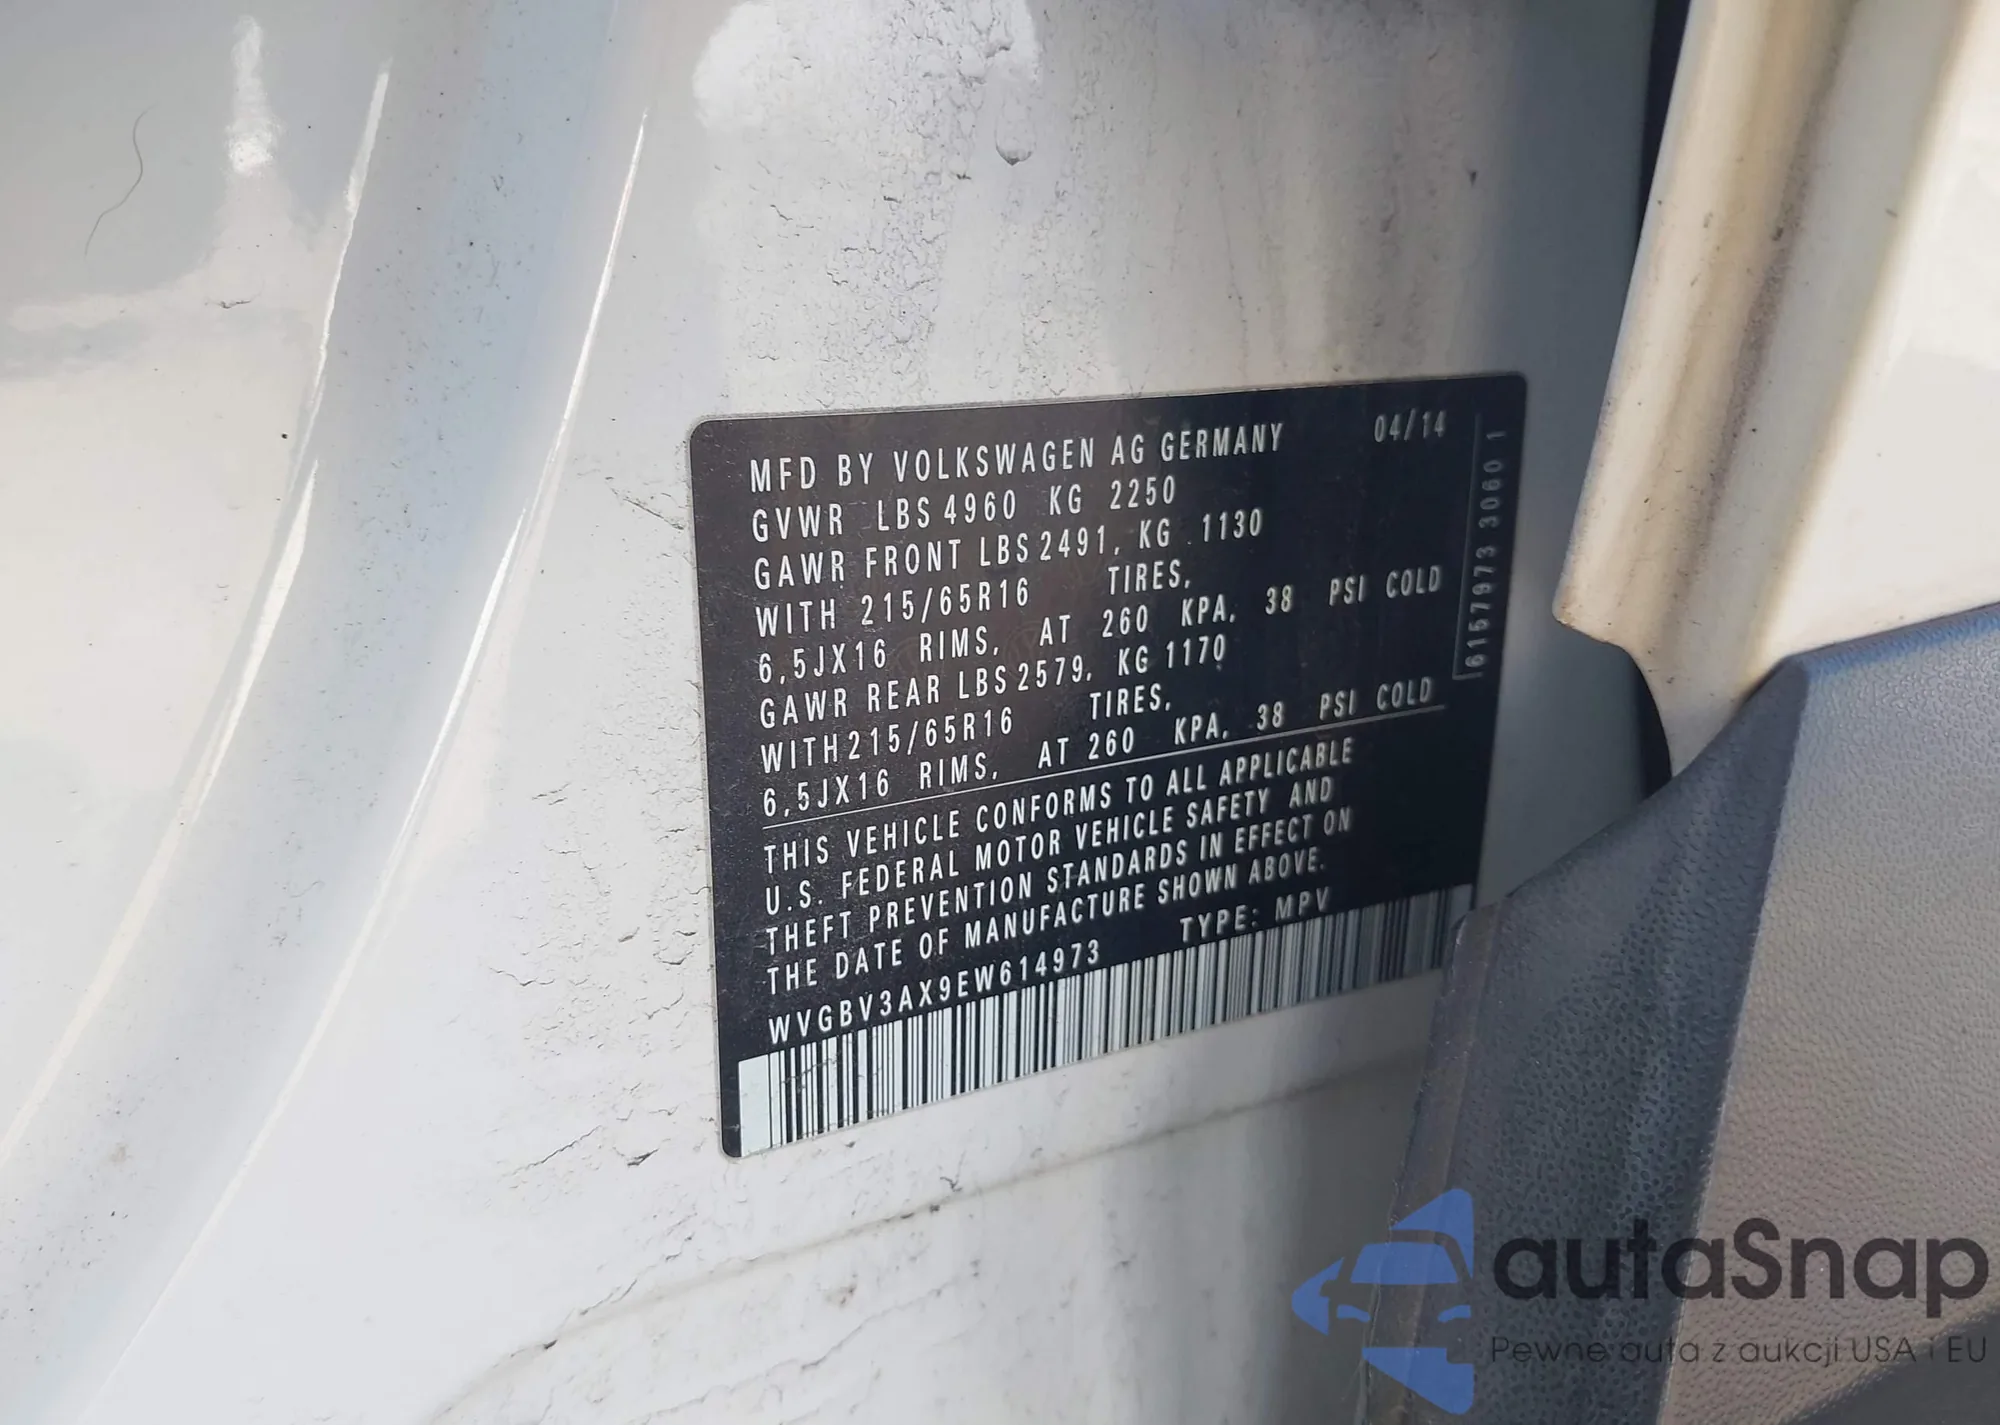 MFD BY VOLKSWAGEN AG GERMANY 04/14
GVWR LBS 4960 KG 2250
GAWR FRONT LBS 2491, KG 1130
WITH 215/65R16 TIRES,
6,5JX16 RIMS, AT 260 KPA, 38 PSI COLD
GAWR REAR LBS 2579, KG 1170
WITH 215/65R16 TIRES,
6,5JX16 RIMS, AT 260 KPA, 38 PSI COLD
THIS VEHICLE CONFORMS TO ALL APPLICABLE
U.S. FEDERAL MOTOR VEHICLE SAFETY AND
THEFT PREVENTION STANDARDS IN EFFECT ON
THE DATE OF MANUFACTURE SHOWN ABOVE.
WVGBV3AX9EW614973 TYPE: MPV
6157973 3060 1
autaSnap
Pewne auta z aukcji USA i EU